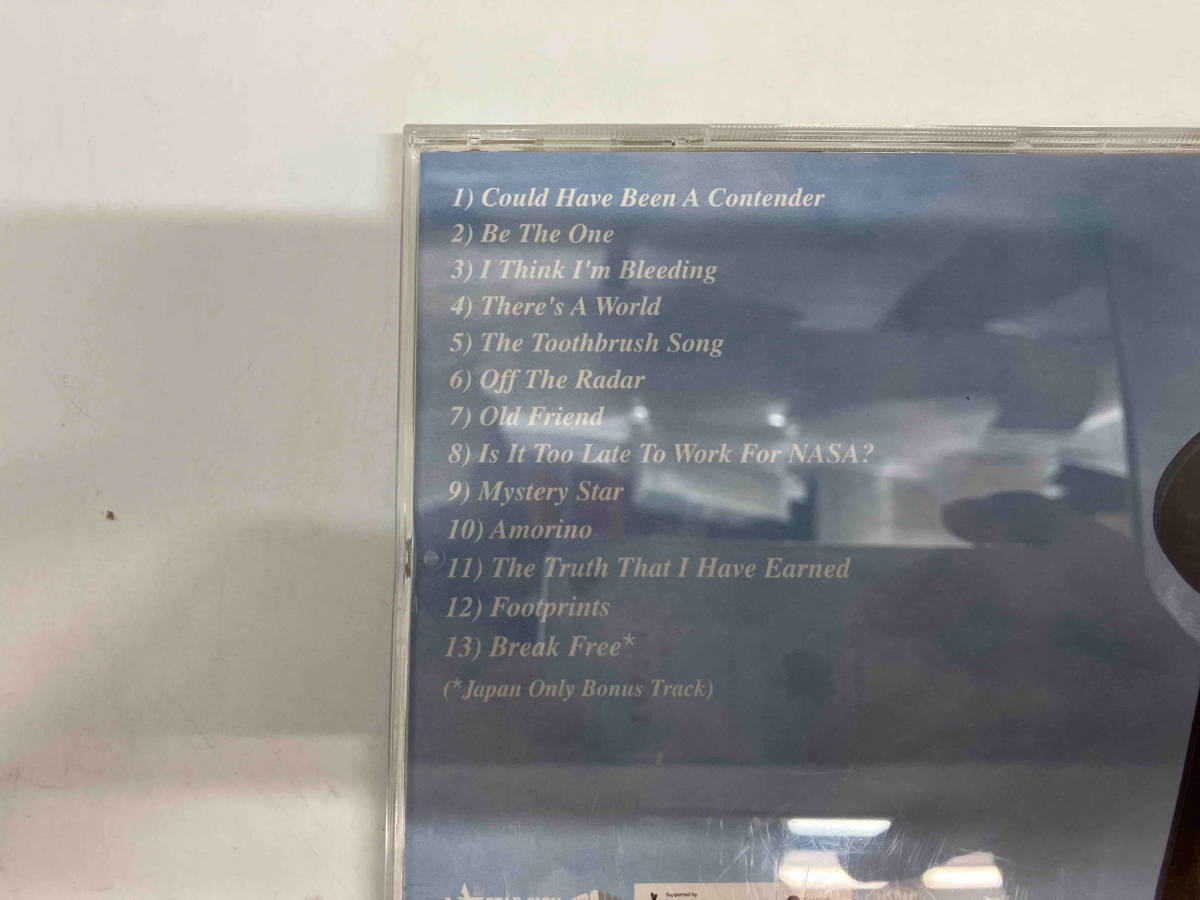 1) Could Have Been A Contender
2) Be The One
3) I Think I'm Bleeding
4) There's A World
5) The Toothbrush Song
6) Off The Radar
7) Old Friend
8) Is It Too Late To Work For NASA?
9) Mystery Star
10) Amorino
11) The Truth That I Have Earned
12) Footprints
13) Break Free*
(*Japan Only Bonus Track)
Supported by